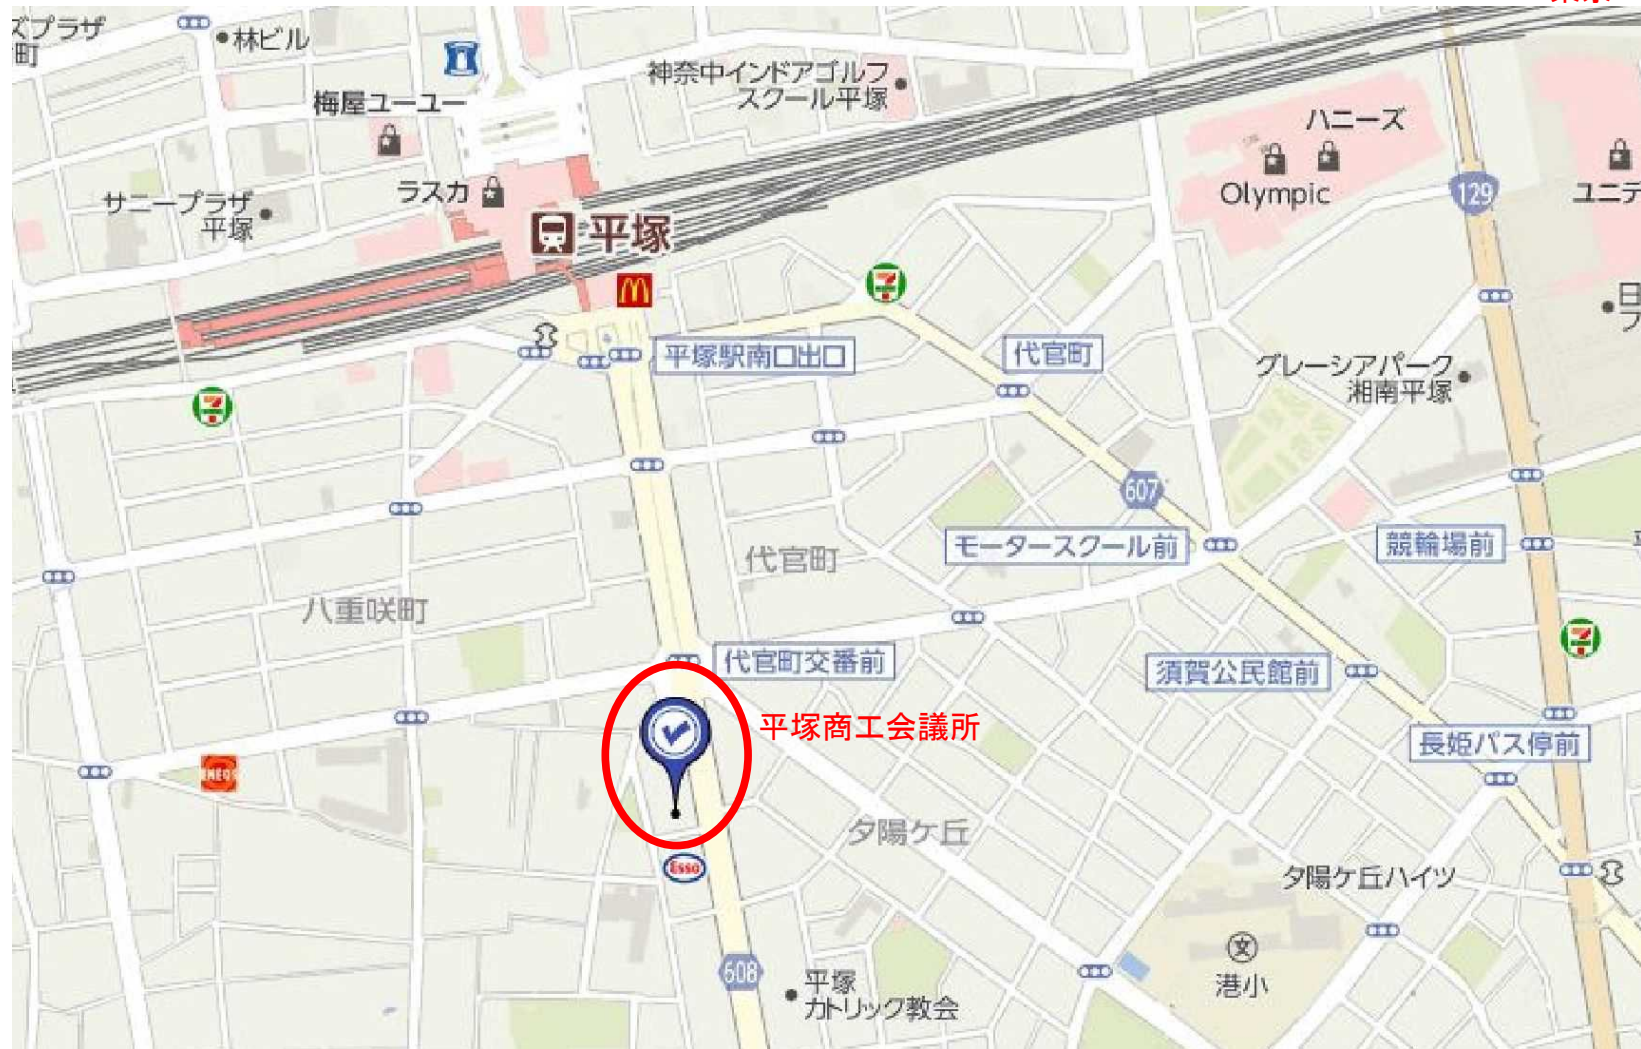 ズプラザ
町
林ビル
梅屋ユーユー
神奈中インドアゴルフ
スクール平塚
ハニーズ
Olympic
129
ユニデ
サニープラザ
平塚
ラスカ
平塚
平塚駅南口出口
代官町
グレーシアパーク
湘南平塚
607
代官町
モータースクール前
競輪場前
八重咲町
代官町交番前
須賀公民館前
平塚商工会議所
長姫バス停前
ENEOS
夕陽ケ丘
Esso
夕陽ケ丘ハイツ
文
港小
608
平塚
カトリック教会